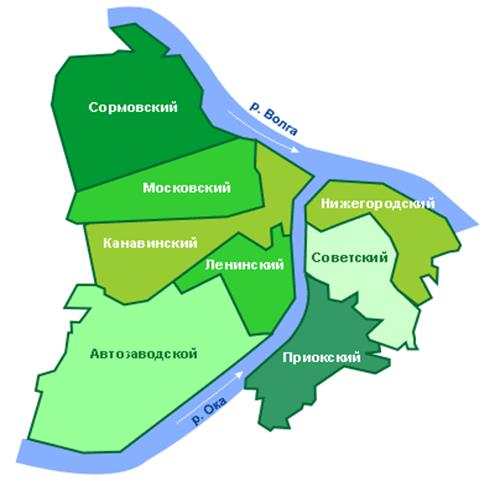 Сормовский
р. Волга
Московский
Нижегородский
Канавинский
Советский
Ленинский
Автозаводской
Приокский
р. Ока